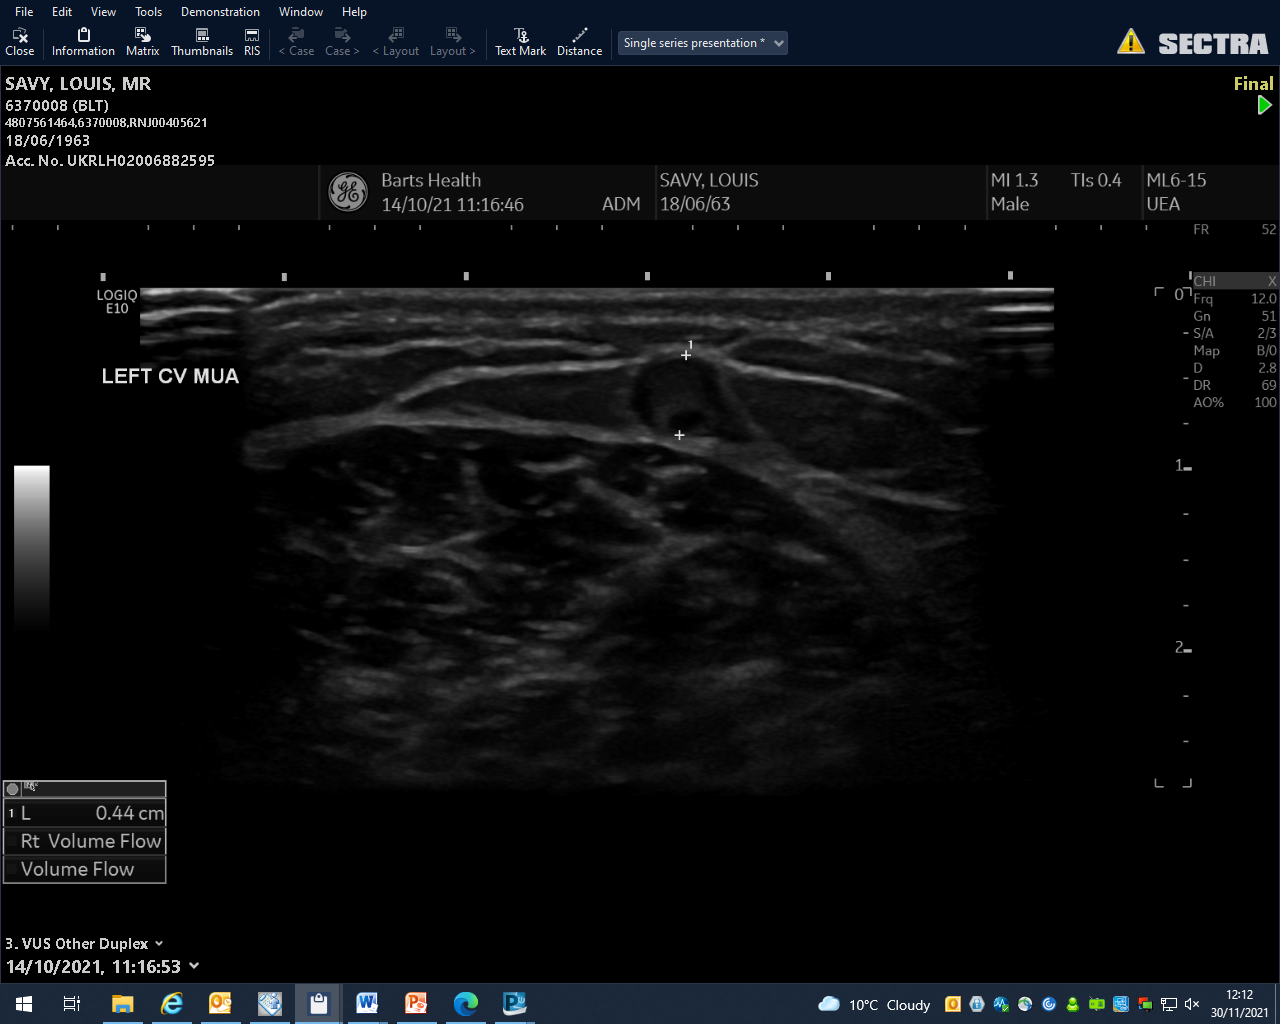 File Edit View Tools Demonstration Window Help
Close Information Matrix Thumbnails RIS < Case Case > < Layout Layout > Text Mark Distance Single series presentation * SECTRA
SAVY, LOUIS, MR
Final
6370008 (BLT)
4807561464,6370008,RNJ00405621
18/06/1963
Acc. No. UKRLH02006882595
Barts Health
14/10/21 11:16:46 ADM
SAVY, LOUIS
18/06/63
MI 1.3 TIs 0.4
Male
ML6-15
UEA
FR 52
CHI X
Frq 12.0
Gn 51
S/A 2/3
Map B/0
D 2.8
DR 69
AO% 100
LOGIQ
E10
0
1
LEFT CV MUA
1
2
1 L 0.44 cm
Rt Volume Flow
Volume Flow
3. VUS Other Duplex
14/10/2021, 11:16:53
10°C Cloudy
12:12
30/11/2021